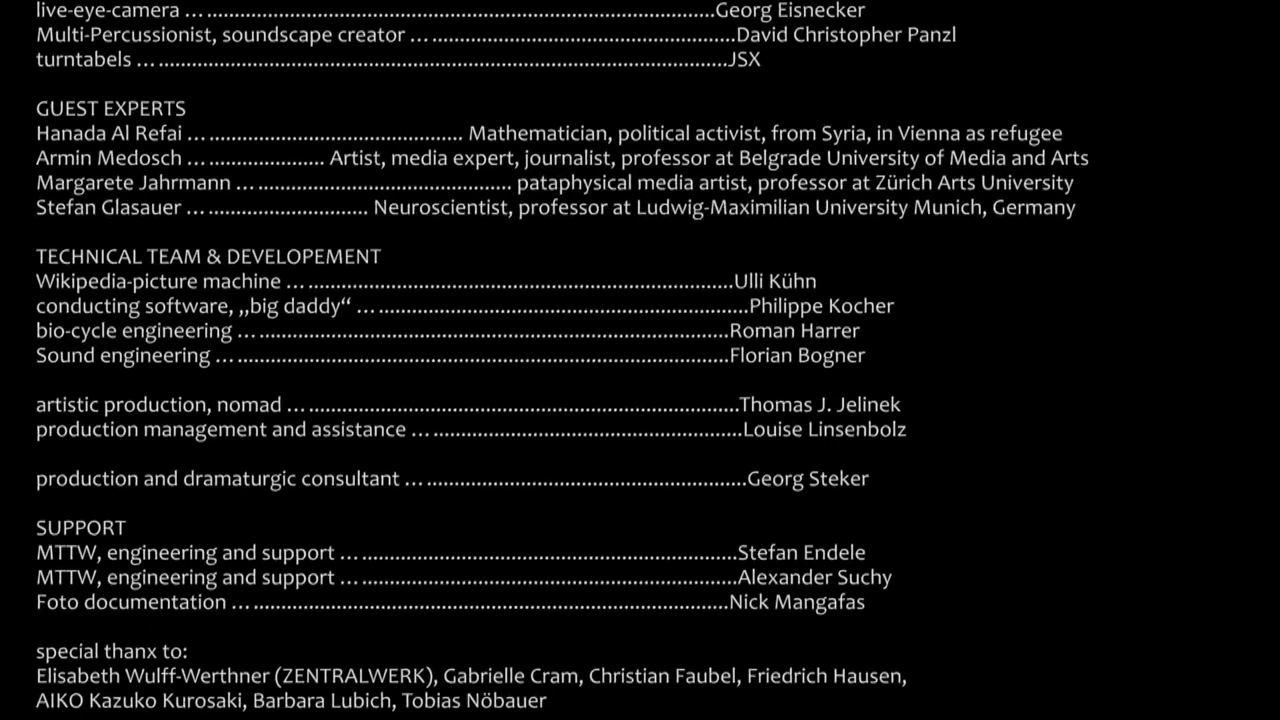 live-eye-camera ... ................................................................................Georg Eisnecker
Multi-Percussionist, soundscape creator ... ..............................................David Christopher Panzl
turntabels ... .......................................................................................JSX

GUEST EXPERTS
Hanada Al Refai ... ....................................... Mathematician, political activist, from Syria, in Vienna as refugee
Armin Medosch ... ..................... Artist, media expert, journalist, professor at Belgrade University of Media and Arts
Margarete Jahrmann ... ....................................... pataphysical media artist, professor at Zürich Arts University
Stefan Glasauer ... ........................ Neuroscientist, professor at Ludwig-Maximilian University Munich, Germany

TECHNICAL TEAM & DEVELOPEMENT
Wikipedia-picture machine ... .................................................................Ulli Kühn
conducting software, „big daddy“ ... ........................................................Philippe Kocher
bio-cycle engineering ... ........................................................................Roman Harrer
Sound engineering ... ...........................................................................Florian Bogner

artistic production, nomad ... .................................................................Thomas J. Jelinek
production management and assistance ... ...............................................Louise Linsenbolz

production and dramaturgic consultant ... ................................................Georg Steker

SUPPORT
MTTW, engineering and support ... .........................................................Stefan Endele
MTTW, engineering and support ... .........................................................Alexander Suchy
Foto documentation ... ........................................................................Nick Mangafas

special thanx to:
Elisabeth Wulff-Werthner (ZENTRALWERK), Gabrielle Cram, Christian Faubel, Friedrich Hausen,
AIKO Kazuko Kurosaki, Barbara Lubich, Tobias Nöbauer